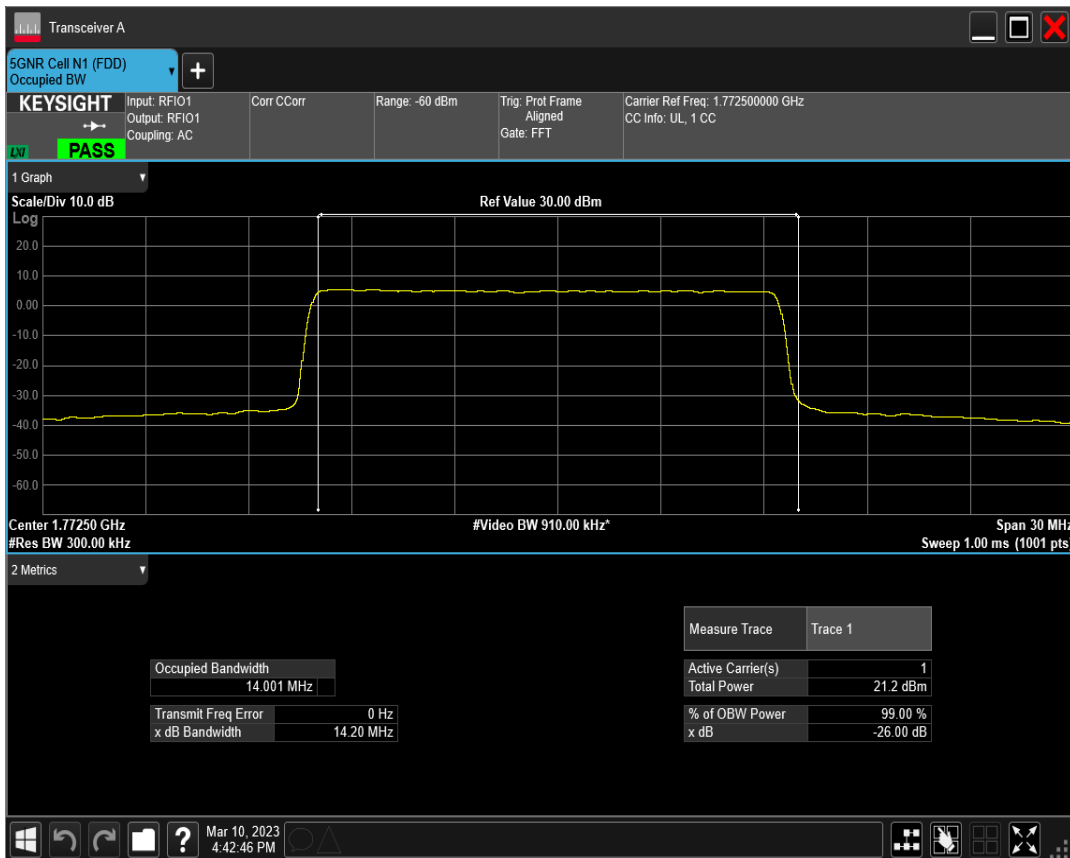 Transceiver A
5GNR Cell N1 (FDD)
Occupied BW
+
KEYSIGHT
LXI
PASS
Input: RFIO1
Output: RFIO1
Coupling: AC
Corr CCorr
Range: -60 dBm
Trig: Prot Frame
Aligned
Gate: FFT
Carrier Ref Freq: 1.772500000 GHz
CC Info: UL, 1 CC
1 Graph
Scale/Div 10.0 dB
Ref Value 30.00 dBm
Log
20.0
10.0
0.00
-10.0
-20.0
-30.0
-40.0
-50.0
-60.0
Center 1.77250 GHz
#Video BW 910.00 kHz*
Span 30 MHz
#Res BW 300.00 kHz
Sweep 1.00 ms (1001 pts)
2 Metrics
Measure Trace Trace 1
Occupied Bandwidth
14.001 MHz
Active Carrier(s) 1
Total Power 21.2 dBm
Transmit Freq Error 0 Hz
x dB Bandwidth 14.20 MHz
% of OBW Power 99.00 %
x dB -26.00 dB
?
Mar 10, 2023
4:42:46 PM